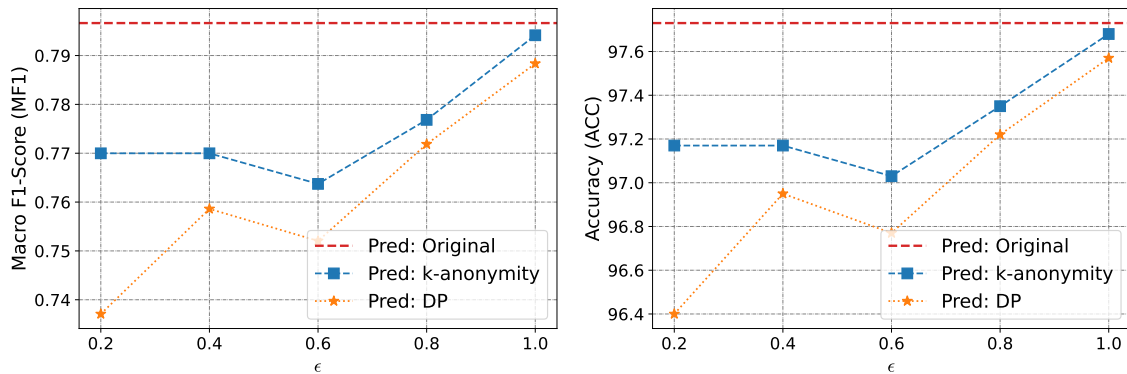 Macro F1-Score (MF1)
0.79
0.78
0.77
0.76
0.75
0.74
0.2 0.4 0.6 0.8 1.0
ϵ
Pred: Original
Pred: k-anonymity
Pred: DP
Accuracy (ACC)
97.6
97.4
97.2
97.0
96.8
96.6
96.4
0.2 0.4 0.6 0.8 1.0
ϵ
Pred: Original
Pred: k-anonymity
Pred: DP